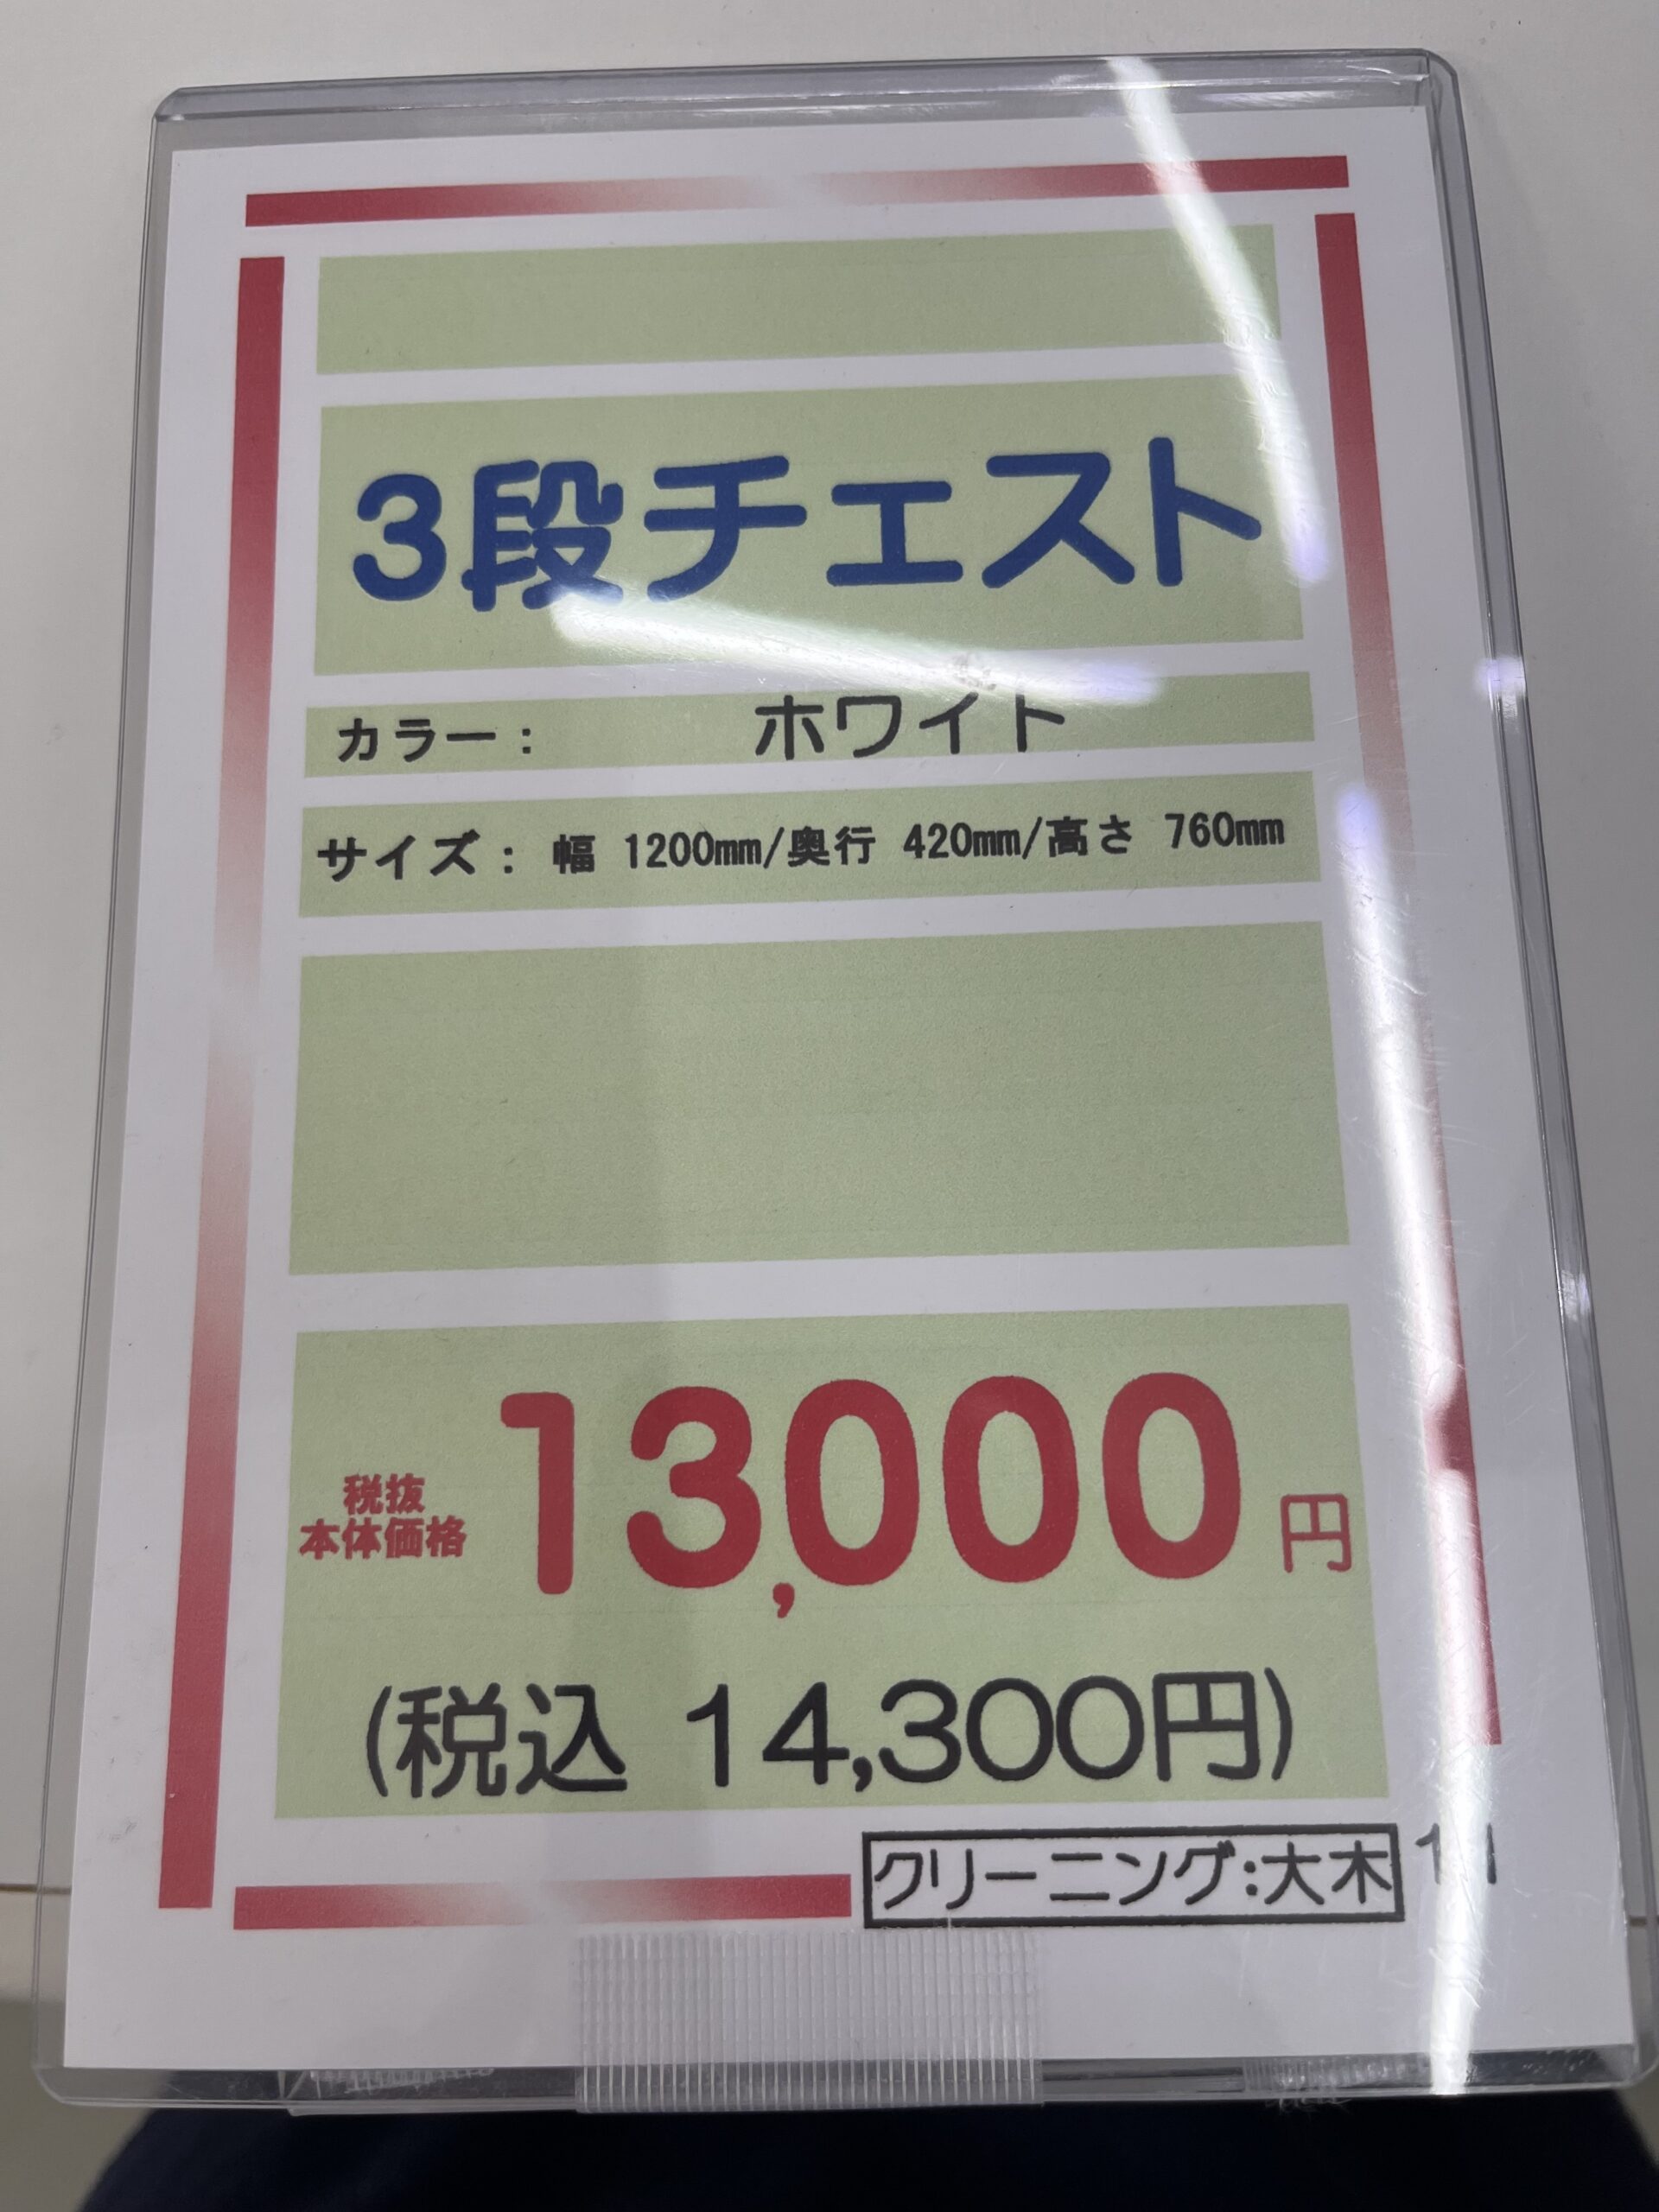 3段チェスト
カラー： ホワイト
サイズ： 幅 1200mm/奥行 420mm/高さ 760mm
税抜
本体価格
13,000円
(税込 14,300円)
クリーニング:大木